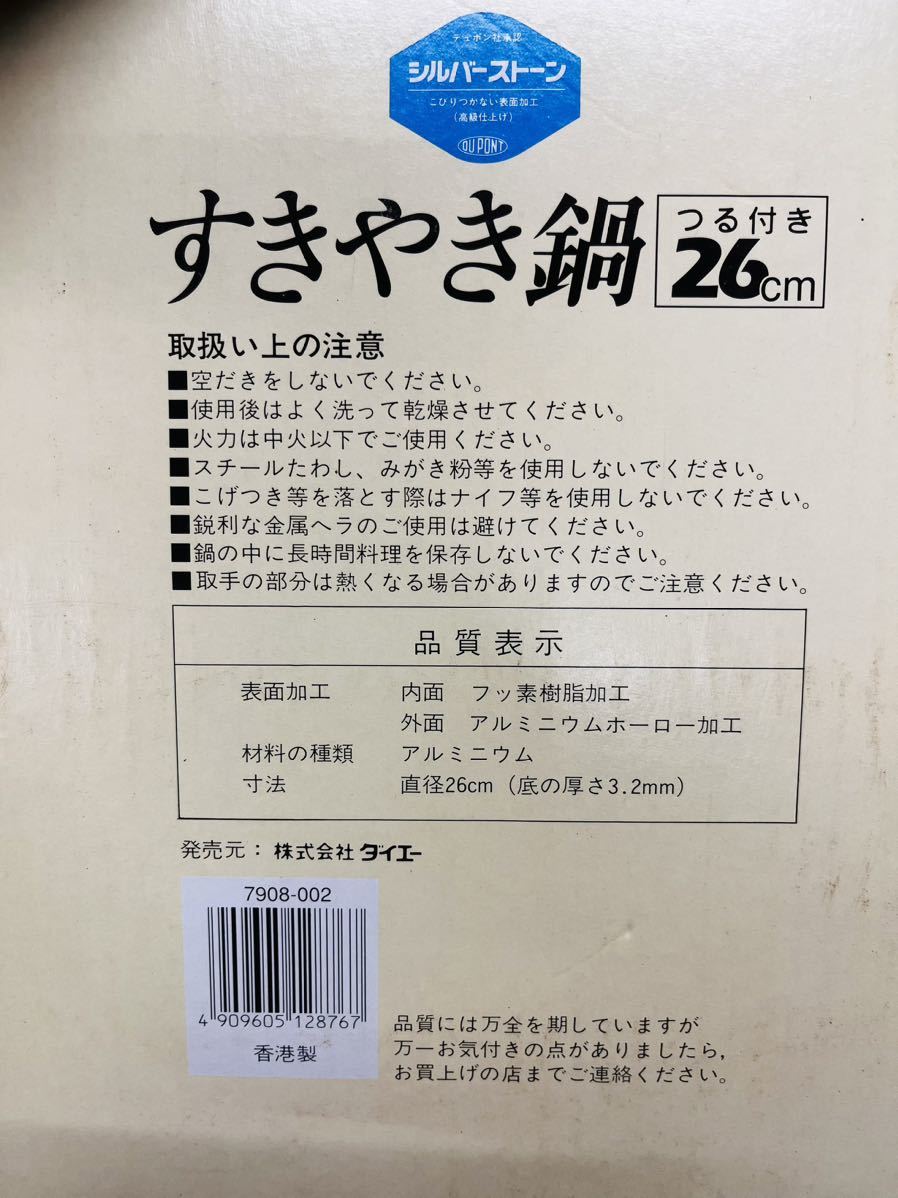 デュポン社承認
シルバーストーン
こびりつかない表面加工
(高級仕上げ)
DU PONT
すきやき鍋
つる付き
26cm
取扱い上の注意
■空だきをしないでください。
■使用後はよく洗って乾燥させてください。
■火力は中火以下でご使用ください。
■スチールたわし、みがき粉等を使用しないでください。
■こげつき等を落とす際はナイフ等を使用しないでください。
■鋭利な金属ヘラのご使用は避けてください。
■鍋の中に長時間料理を保存しないでください。
■取手の部分は熱くなる場合がありますのでご注意ください。
品質表示
表面加工 内面 フッ素樹脂加工
外面 アルミニウムホーロー加工
材料の種類 アルミニウム
寸法 直径26cm (底の厚さ3.2mm)
発売元: 株式会社 ダイエー
7908-002
4 909605 128767
香港製
品質には万全を期していますが
万一お気付きの点がありましたら,
お買上げの店までご連絡ください。